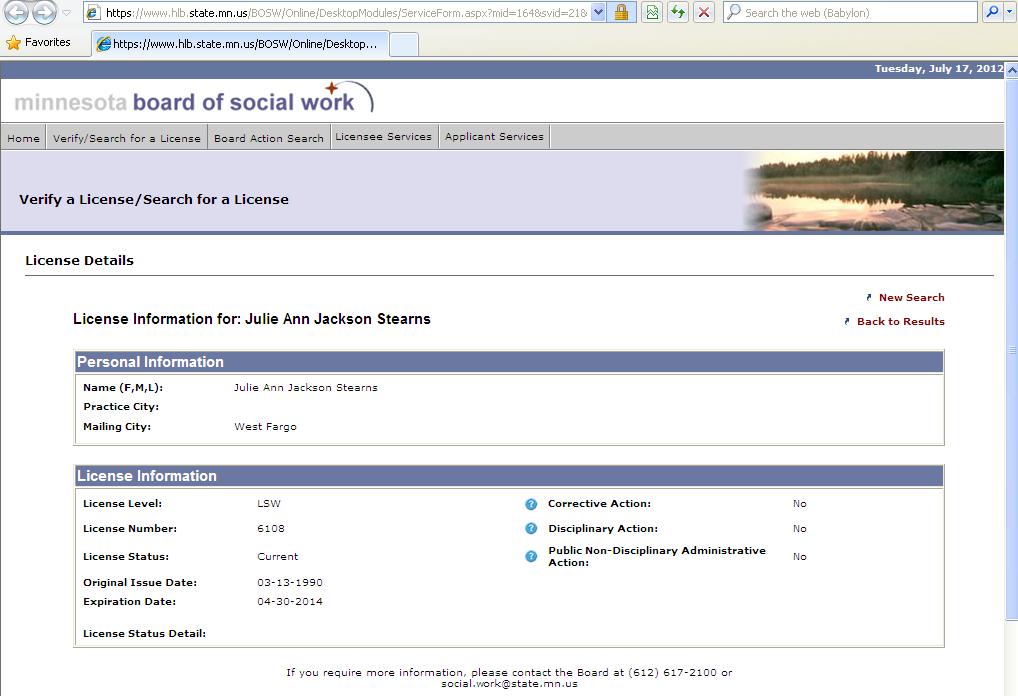 https://www.hlb.state.mn.us/BOSW/Online/DesktopModules/ServiceForm.aspx?mid=164&svid=21&
Search the web (Babylon)
Favorites
https://www.hlb.state.mn.us/BOSW/Online/Desktop...
Tuesday, July 17, 2012
minnesota board of social work
Home Verify/Search for a License Board Action Search Licensee Services Applicant Services
Verify a License/Search for a License
License Details
New Search
License Information for: Julie Ann Jackson Stearns
Back to Results
Personal Information
Name (F,M,L): Julie Ann Jackson Stearns
Practice City:
Mailing City: West Fargo
License Information
License Level: LSW ? Corrective Action: No
License Number: 6108 ? Disciplinary Action: No
License Status: Current ? Public Non-Disciplinary Administrative Action: No
Original Issue Date: 03-13-1990
Expiration Date: 04-30-2014
License Status Detail:
If you require more information, please contact the Board at (612) 617-2100 or
social.work@state.mn.us